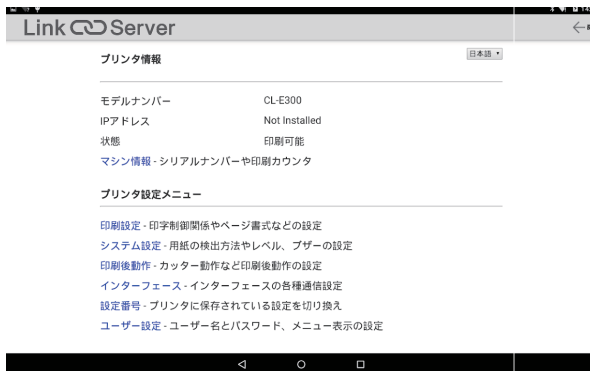 Link Server
プリンタ情報
日本語
モデルナンバー CL-E300
IPアドレス Not Installed
状態 印刷可能
マシン情報 - シリアルナンバーや印刷カウンタ
プリンタ設定メニュー
印刷設定 - 印字制御関係やページ書式などの設定
システム設定 - 用紙の検出方法やレベル、ブザーの設定
印刷後動作 - カッター動作など印刷後動作の設定
インターフェース - インターフェースの各種通信設定
設定番号 - プリンタに保存されている設定を切り換え
ユーザー設定 - ユーザー名とパスワード、メニュー表示の設定